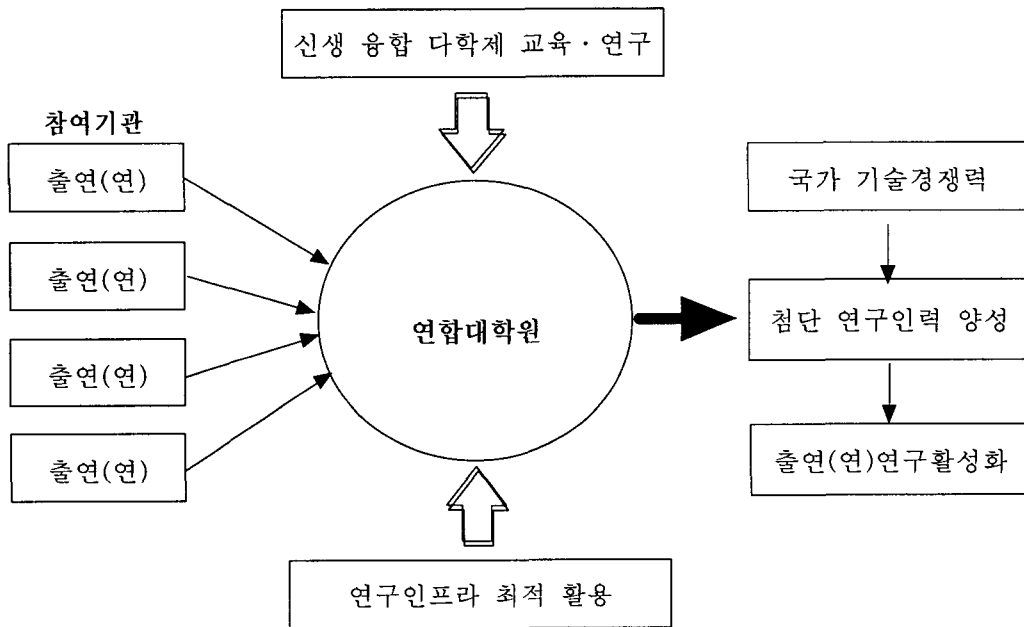 신생 융합 다학제 교육·연구
참여기관
출연(연)
출연(연)
출연(연)
출연(연)
연합대학원
국가 기술경쟁력
첨단 연구인력 양성
출연(연)연구활성화
연구인프라 최적 활용